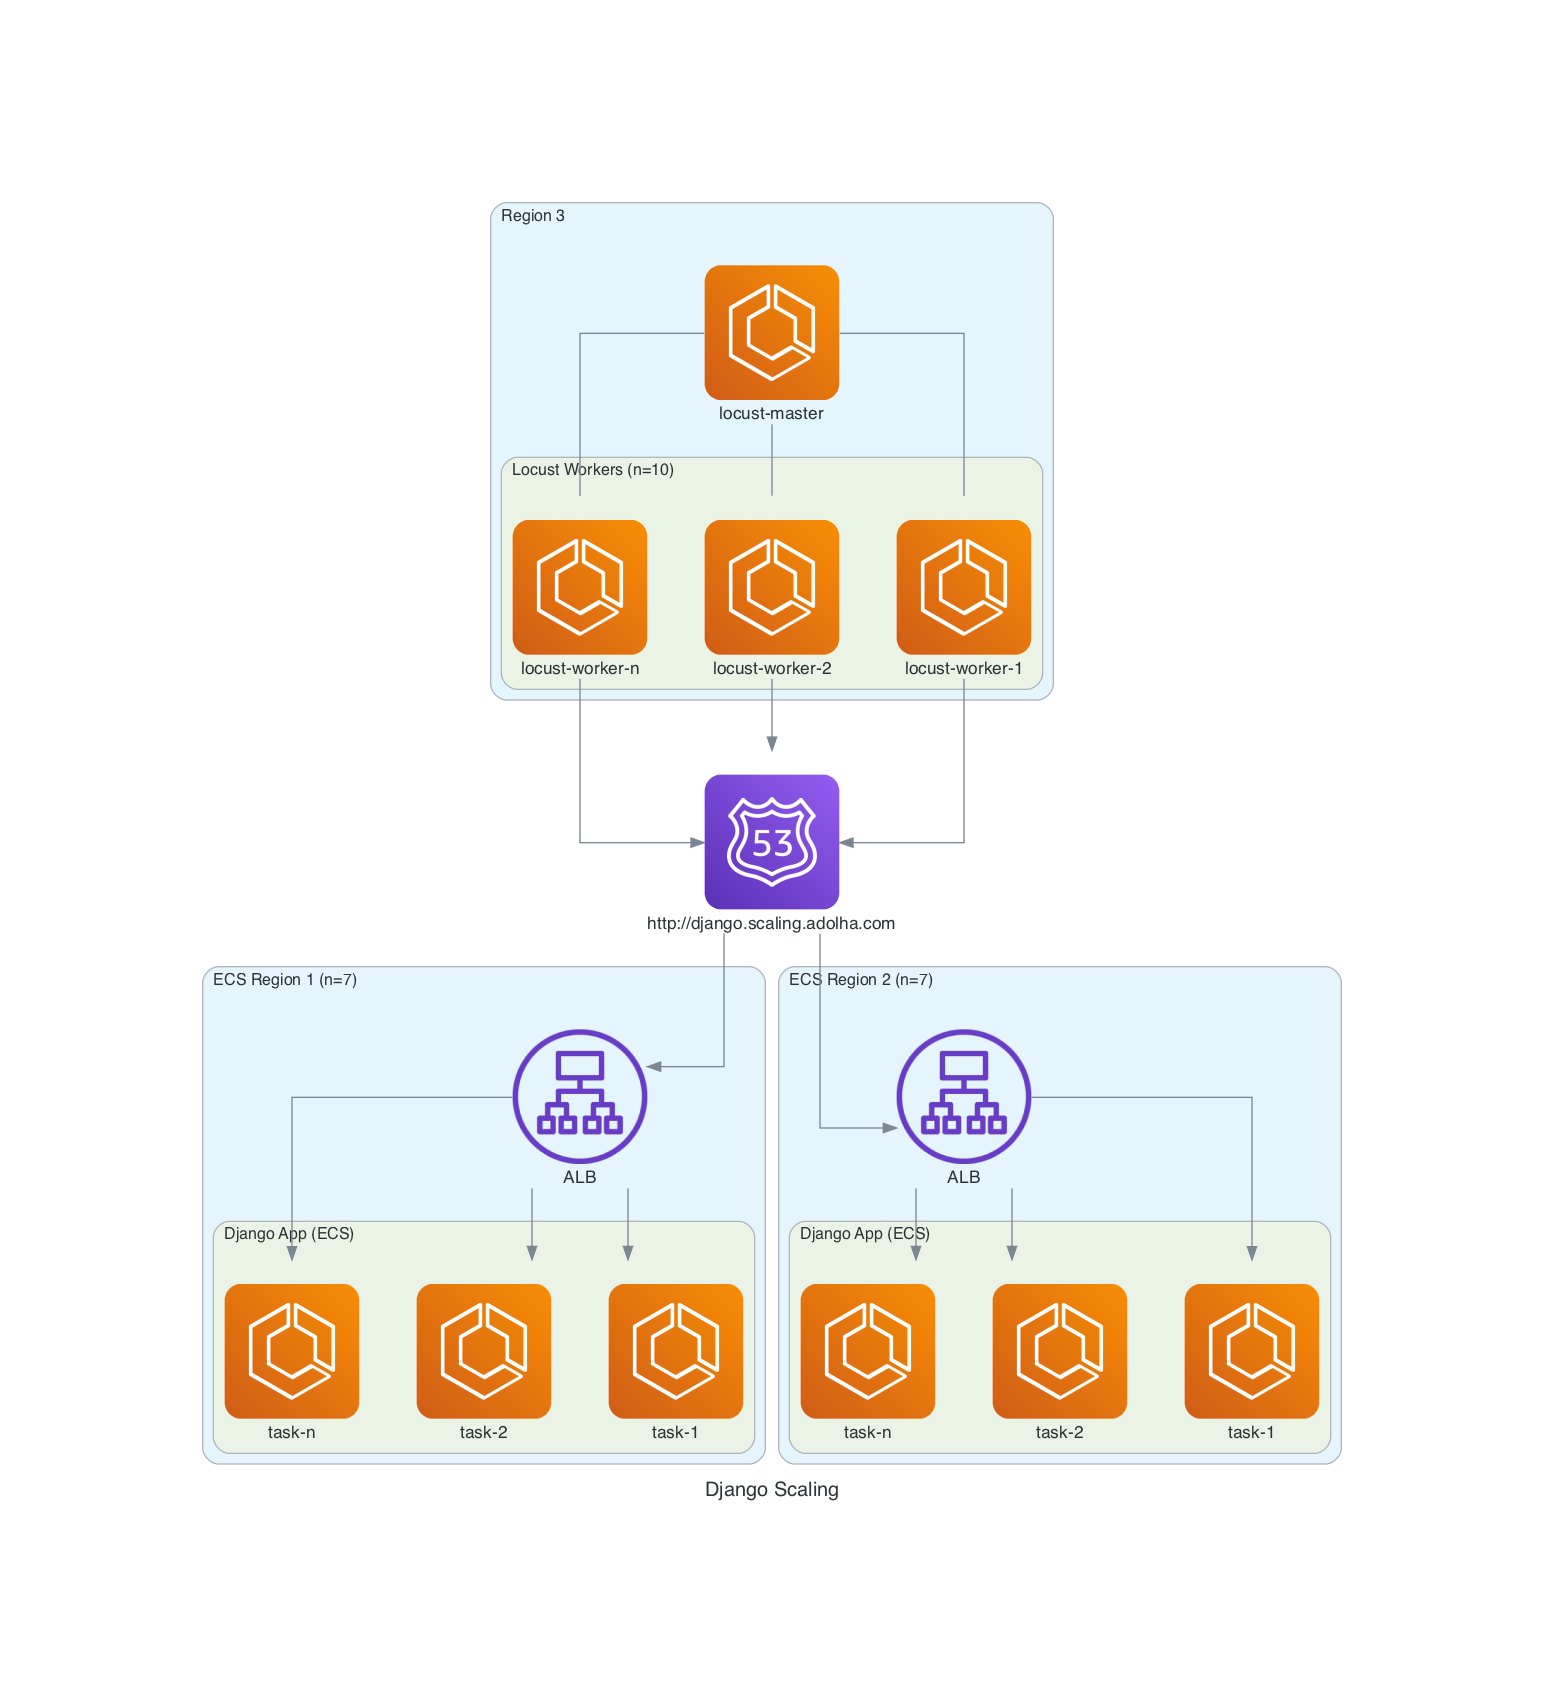 Region 3
locust-master
Locust Workers (n=10)
locust-worker-n
locust-worker-2
locust-worker-1
53
http://django.scaling.adolha.com
ECS Region 1 (n=7)
ALB
Django App (ECS)
task-n
task-2
task-1
ECS Region 2 (n=7)
ALB
Django App (ECS)
task-n
task-2
task-1
Django Scaling